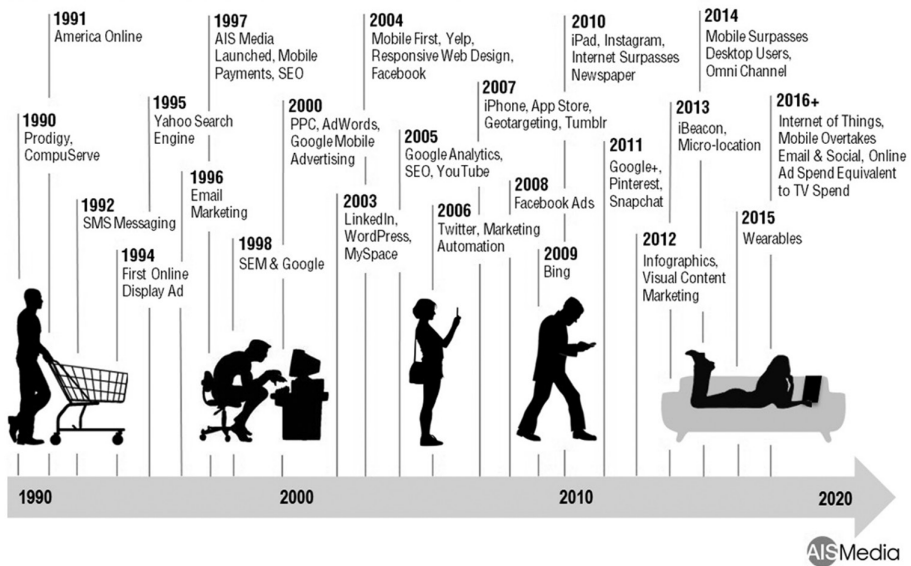 1991
America Online
1997
AIS Media
Launched, Mobile
Payments, SEO
2004
Mobile First, Yelp,
Responsive Web Design,
Facebook
2010
iPad, Instagram,
Internet Surpasses
Newspaper
2014
Mobile Surpasses
Desktop Users,
Omni Channel
1990
Prodigy,
CompuServe
1995
Yahoo Search
Engine
2000
PPC, AdWords,
Google Mobile
Advertising
2007
iPhone, App Store,
Geotargeting, Tumblr
2013
iBeacon,
Micro-location
2016+
Internet of Things,
Mobile Overtakes
Email & Social, Online
Ad Spend Equivalent
to TV Spend
1996
Email
Marketing
2005
Google Analytics,
SEO, YouTube
2011
Google+,
Pinterest,
Snapchat
1992
SMS Messaging
2003
LinkedIn,
WordPress,
MySpace
2008
Facebook Ads
2006
Twitter, Marketing
Automation
2015
Wearables
1994
First Online
Display Ad
1998
SEM & Google
2009
Bing
2012
Infographics,
Visual Content
Marketing
1990
2000
2010
2020
AISMedia